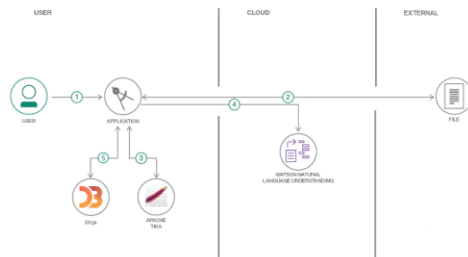 USER
CLOUD
EXTERNAL
1
2
4
USER
APPLICATION
FILE
5
3
WATSON NATURAL
LANGUAGE UNDERSTANDING
D3.js
APACHE
TIKA